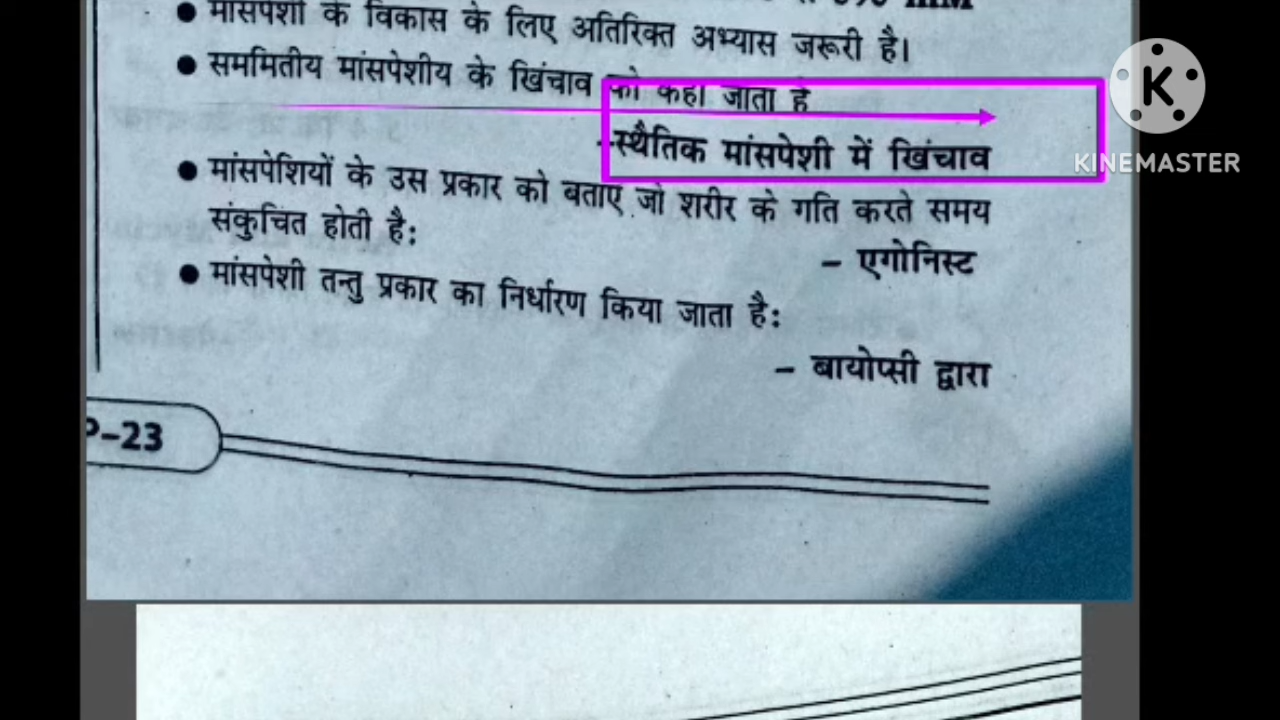 मांसपेशी के विकास के लिए अतिरिक्त अभ्यास जरूरी है।
सममितीय मांसपेशीय के खिंचाव को कहा जाता है
-स्थैतिक मांसपेशी में खिंचाव
मांसपेशियों के उस प्रकार को बताए जो शरीर के गति करते समय
संकुचित होती है:
– एगोनिस्ट
मांसपेशी तन्तु प्रकार का निर्धारण किया जाता है:
– बायोप्सी द्वारा
P-23
K
KINEMASTER